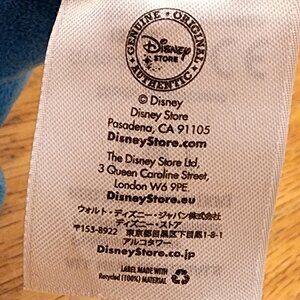 GENUINE • ORIGINAL
Disney
STORE
AUTHENTIC
© Disney
Disney Store
Pasadena, CA 91105
DisneyStore.com
The Disney Store Ltd,
3 Queen Caroline Street,
London W6 9PE
DisneyStore.eu
ウォルト・ディズニー・ジャパン株式会社
ディズニー・ストア
〒153-8922 東京都目黒区下目黒1-8-1
アルコタワー
DisneyStore.co.jp
LABEL MADE WITH
Recycled (100%) MATERIAL